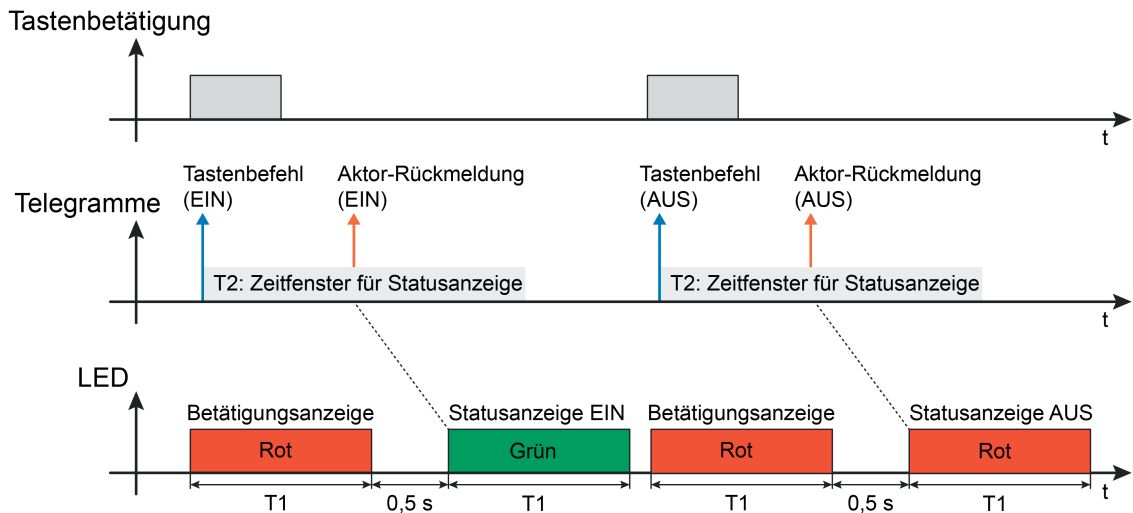 Tastenbetätigung
t
Tastenbefehl
(EIN)
Aktor-Rückmeldung
(EIN)
Tastenbefehl
(AUS)
Aktor-Rückmeldung
(AUS)
Telegramme
T2: Zeitfenster für Statusanzeige
T2: Zeitfenster für Statusanzeige
t
LED
Betätigungsanzeige
Statusanzeige EIN
Betätigungsanzeige
Statusanzeige AUS
Rot
Grün
Rot
Rot
t
T1
0,5 s
T1
T1
0,5 s
T1